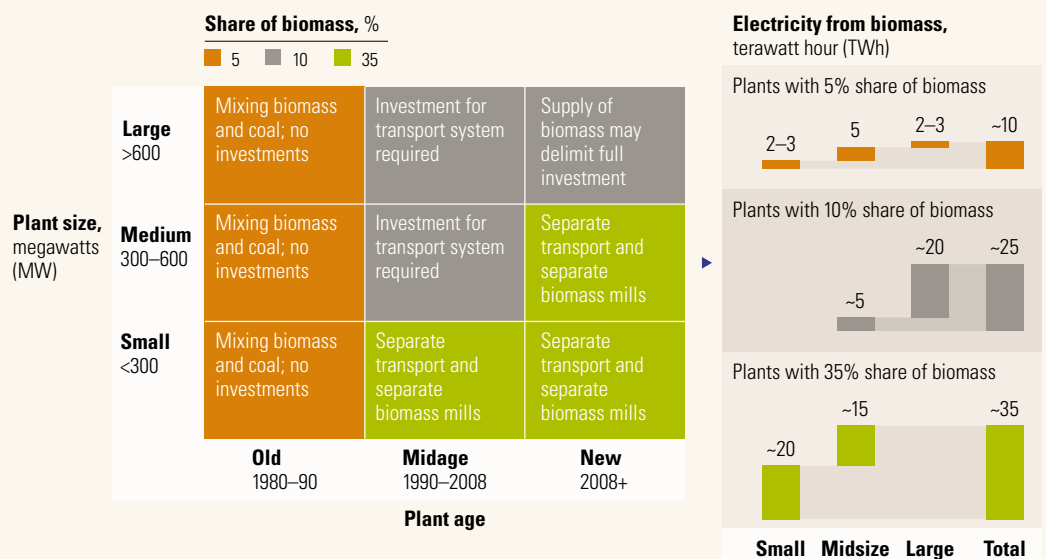 Share of biomass, %
5 10 35
Plant size,
megawatts
(MW)
Large
>600
Mixing biomass
and coal; no
investments
Investment for
transport system
required
Supply of
biomass may
delimit full
investment
Medium
300–600
Mixing biomass
and coal; no
investments
Investment for
transport system
required
Separate
transport and
separate
biomass mills
Small
<300
Mixing biomass
and coal; no
investments
Separate
transport and
separate
biomass mills
Separate
transport and
separate
biomass mills
Old
1980–90
Midage
1990–2008
New
2008+
Plant age
Electricity from biomass,
terawatt hour (TWh)
Plants with 5% share of biomass
2–3 5 2–3 ~10
Plants with 10% share of biomass
~5 ~20 ~25
Plants with 35% share of biomass
~20 ~15 ~35
Small Midsize Large Total